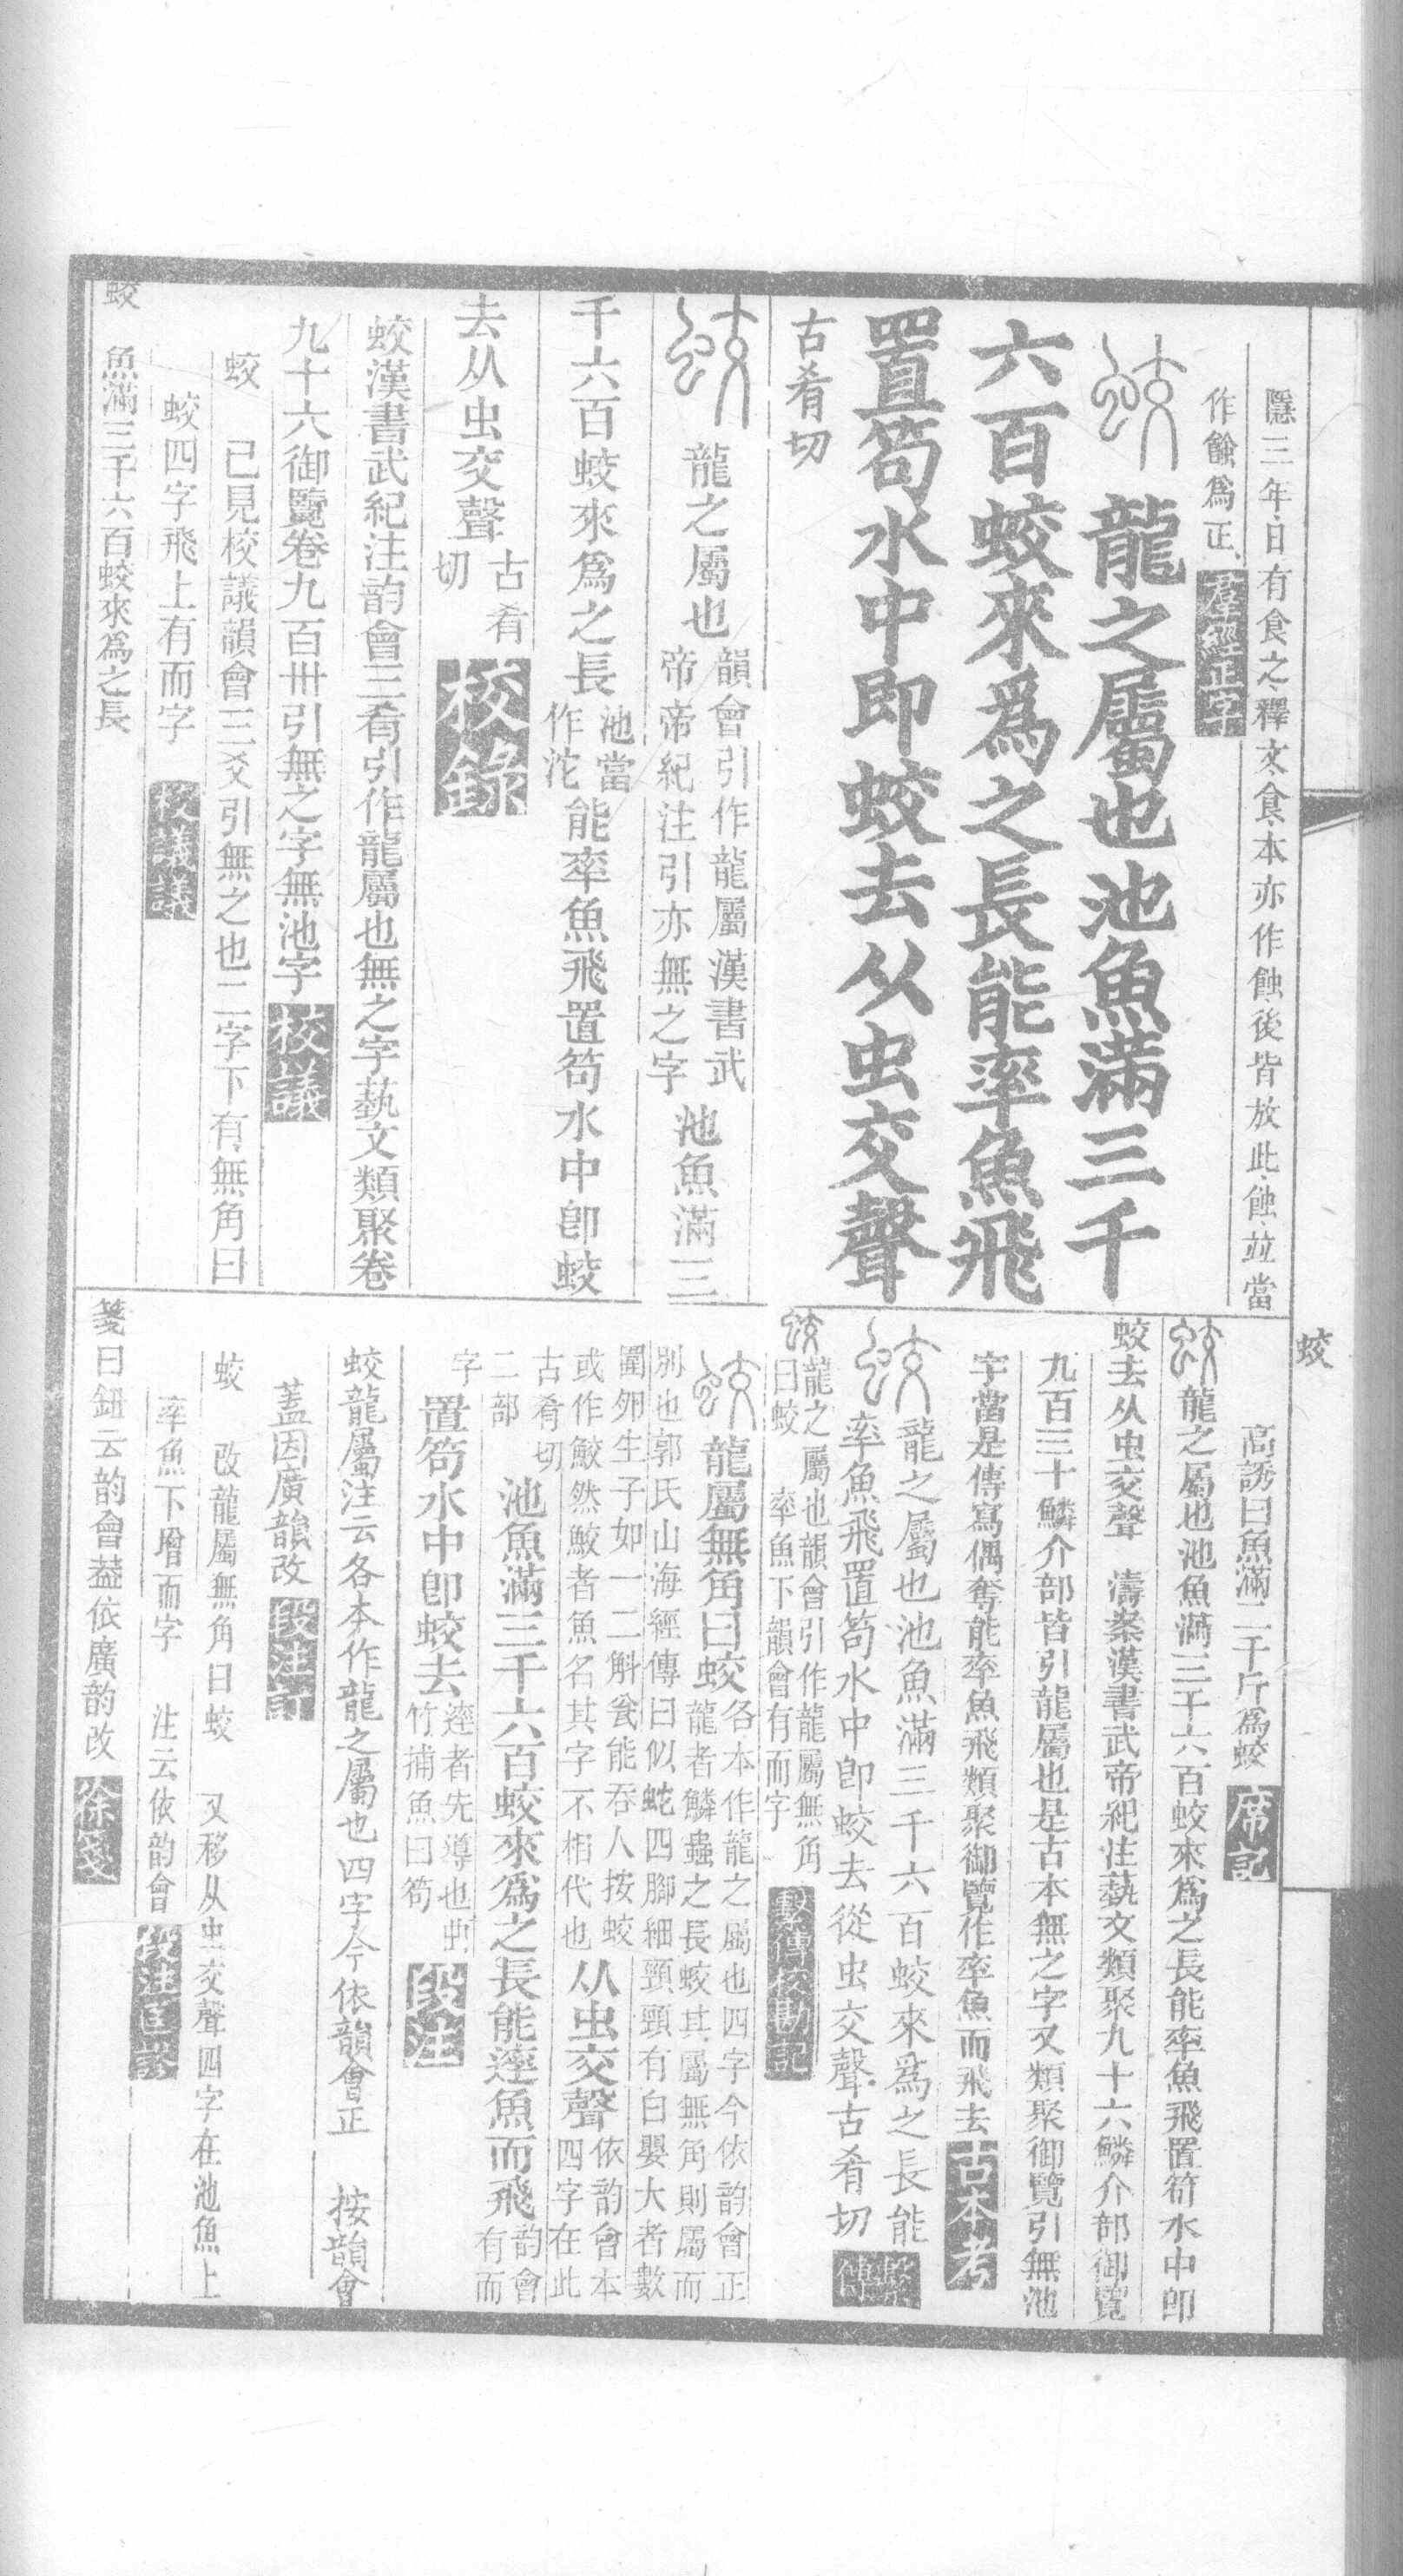 隱三年日有食之釋文食本亦作蝕後皆放此蝕竝當
作餘爲正羣經正字
龍之屬也池魚滿三千
六百蛟來爲之長能率魚飛
置笱水中即蛟去从虫交聲
古肴切
龍之屬也韻會引作龍屬漢書武帝帝紀注引亦無之字池魚滿三
千六百蛟來爲之長池當作沱能率魚飛置笱水中卽蛟
去从虫交聲古肴切校錄
蛟漢書武紀注韵會三肴引作龍屬也無之字蓺文類聚卷
九十六御覽卷九百卅引無之字無池字校議
蛟 已見校議韻會三爻引無之也二字下有無角曰
蛟四字飛上有而字 校議議
蛟 魚滿三千六百蛟來爲之長
蛟
高誘曰魚滿二千斤爲蛟席記
龍之屬也池魚滿三千六百蛟來爲之長能率魚飛置笱水中卽
蛟去从虫交聲 濤案漢書武帝紀注蓺文類聚九十六鱗介部御覽
九百三十鱗介部皆引龍屬也是古本無之字又類聚御覽引無池
字當是傳寫偶奪能率魚飛類聚御覽作率魚而飛去古本考
龍之屬也池魚滿三千六百蛟來爲之長能
率魚飛置笱水中卽蛟去從虫交聲古肴切繫傳
龍之屬也韻會引作龍屬無角曰蛟 率魚下韻會有而字繫傳校勘記
龍屬無角曰蛟各本作龍之屬也四字今依韵會正龍者鱗蟲之長蛟其屬無角則屬而
別也郭氏山海經傳曰似蛇四腳細頸頸有白嬰大者數
圍卵生子如一二斛瓮能吞人按蛟或作鮫然鮫者魚名其字不相代也从虫交聲依韵會本四字在此
古肴切二部池魚滿三千六百蛟來爲之長能逹魚而飛韵會有而
字置笱水中卽蛟去逹者先導也笱竹捕魚曰笱段注
蛟龍屬注云各本作龍之屬也四字今依韻會正 按韻會
蓋因廣韻改段注訂
蛟 改龍屬無角曰蛟 又移从虫交聲四字在池魚上
率魚下增而字 注云依韵會段注匡謬
箋曰鈕云韵會葢依廣韵改徐箋